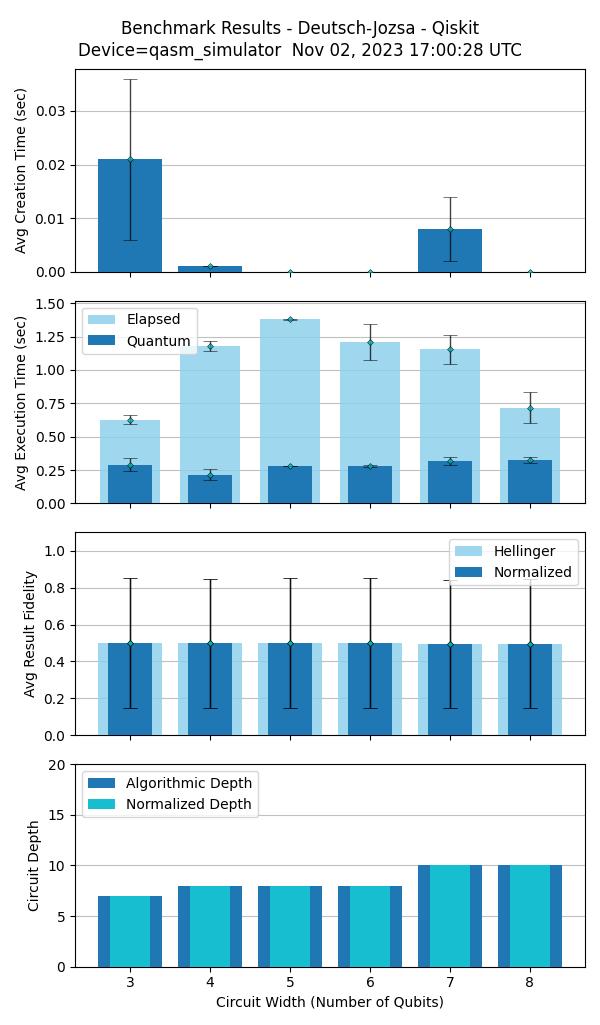 Benchmark Results - Deutsch-Jozsa - Qiskit
Device=qasm_simulator  Nov 02, 2023 17:00:28 UTC
Avg Creation Time (sec)
0.03
0.02
0.01
0.00
Avg Execution Time (sec)
1.50
1.25
1.00
0.75
0.50
0.25
0.00
Elapsed
Quantum
Avg Result Fidelity
1.0
0.8
0.6
0.4
0.2
0.0
Hellinger
Normalized
Circuit Depth
20
15
10
5
0
Algorithmic Depth
Normalized Depth
3 4 5 6 7 8
Circuit Width (Number of Qubits)